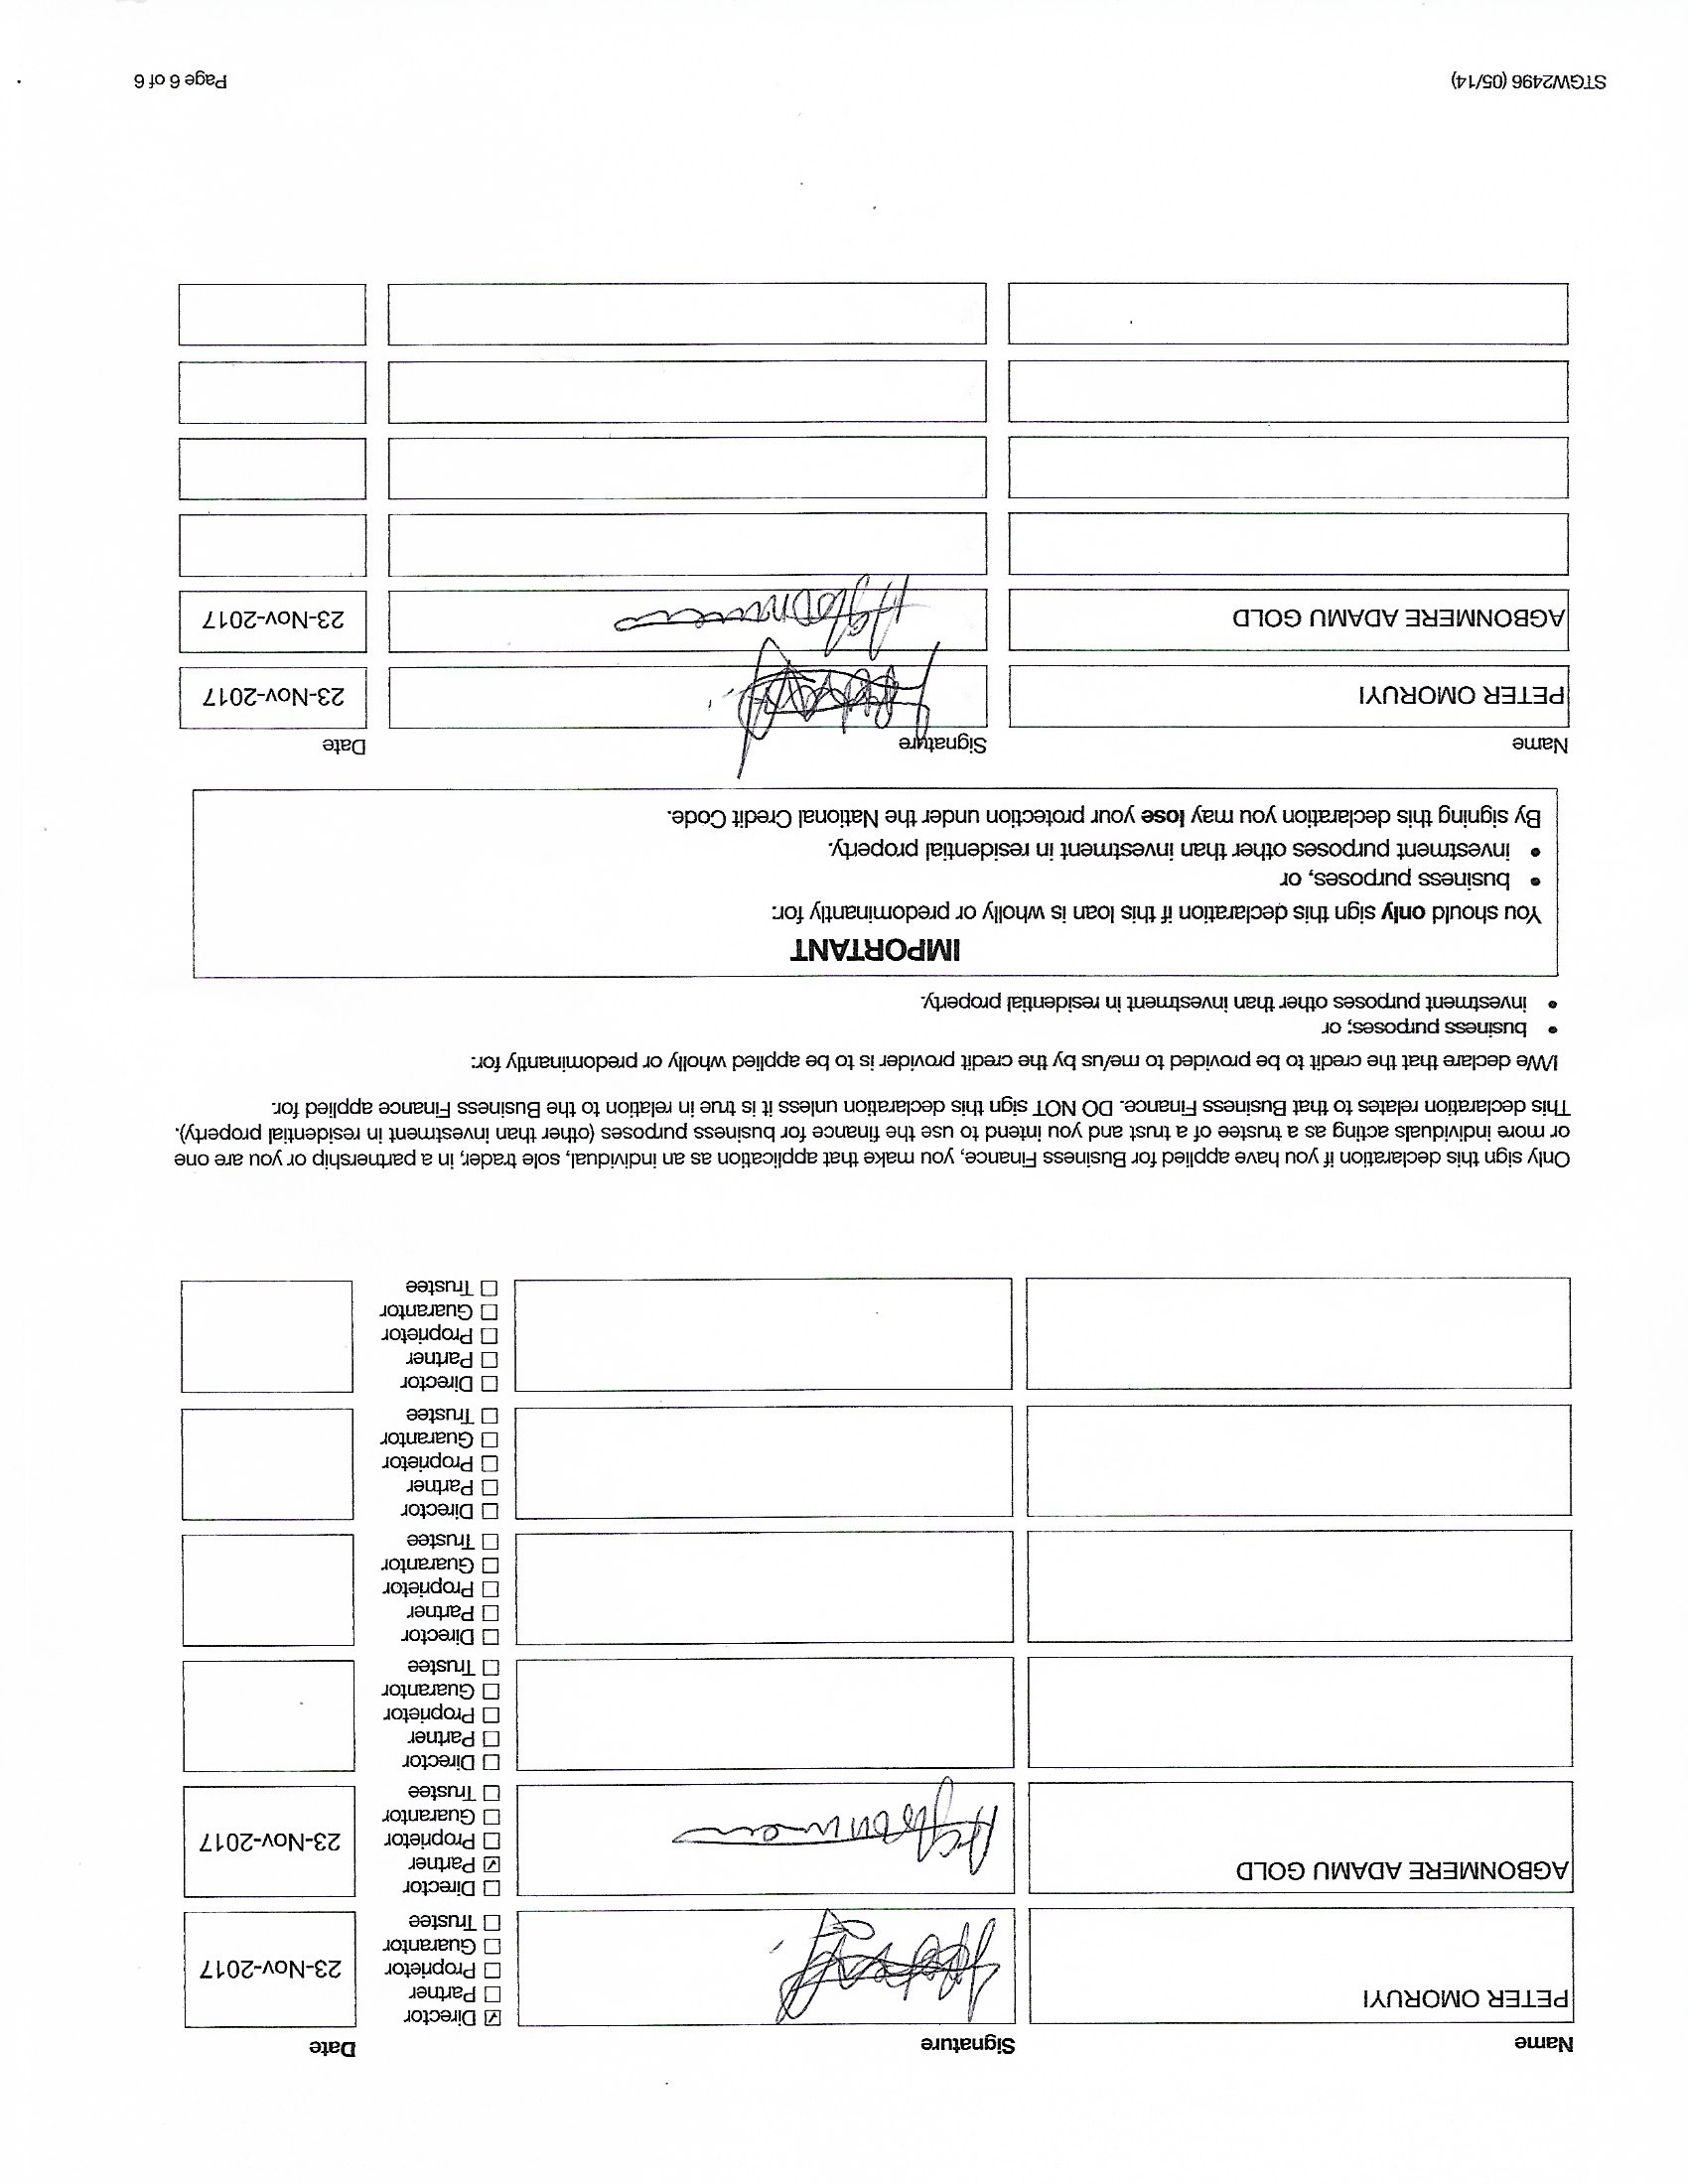 Name Signature Date
PETER OMORUYI ☑ Director 23-Nov-2017
☐ Partner
☐ Proprietor
☐ Guarantor
☐ Trustee
AGBONMERE ADAMU GOLD ☐ Director 23-Nov-2017
☑ Partner
☐ Proprietor
☐ Guarantor
☐ Trustee
☐ Director
☐ Partner
☐ Proprietor
☐ Guarantor
☐ Trustee
☐ Director
☐ Partner
☐ Proprietor
☐ Guarantor
☐ Trustee
☐ Director
☐ Partner
☐ Proprietor
☐ Guarantor
☐ Trustee
☐ Director
☐ Partner
☐ Proprietor
☐ Guarantor
☐ Trustee
Only sign this declaration if you have applied for Business Finance, you make that application as an individual, sole trader, in a partnership or you are one
or more individuals acting as a trustee of a trust and you intend to use the finance for business purposes (other than investment in residential property).
This declaration relates to that Business Finance. DO NOT sign this declaration unless it is true in relation to the Business Finance applied for.
I/We declare that the credit to be provided to me/us by the credit provider is to be applied wholly or predominantly for:
• business purposes; or
• investment purposes other than investment in residential property.
IMPORTANT
You should only sign this declaration if this loan is wholly or predominantly for:
• business purposes, or
• investment purposes other than investment in residential property.
By signing this declaration you may lose your protection under the National Credit Code.
Name Signature Date
PETER OMORUYI 23-Nov-2017
AGBONMERE ADAMU GOLD 23-Nov-2017
STGW2496 (05/14) Page 6 of 6